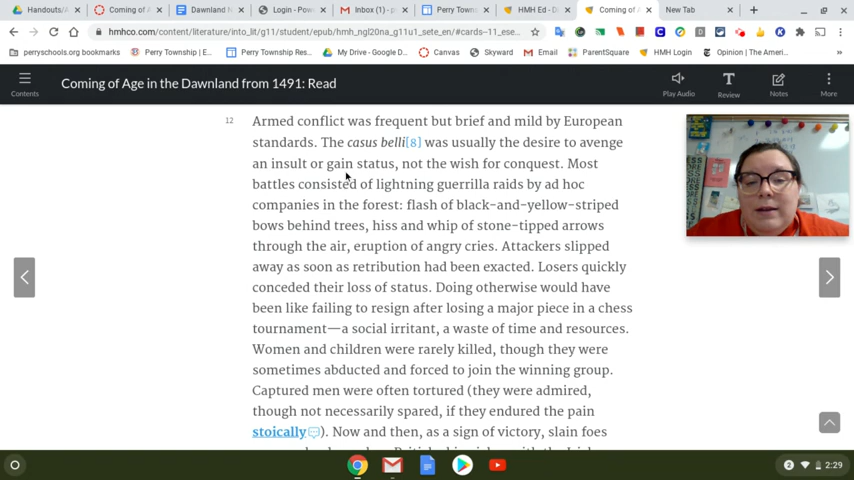 Handouts/A
Coming of A
Dawnland N
Login - Pow
Inbox (1) - p
Perry Town
HMH Ed - D
Coming of A
New Tab
hmhco.com/content/literature/into_lit/g11/student/epub/hmh_ngl20na_g11u1_sete_en/#cards--11_ese...
perryschools.org bookmarks
Perry Township | E...
Perry Township Res...
My Drive - Google D...
Canvas
Skyward
Email
ParentSquare
HMH Login
Opinion | The Ameri...
Contents
Coming of Age in the Dawnland from 1491: Read
Play Audio
Review
Notes
More
12
Armed conflict was frequent but brief and mild by European
standards. The casus belli[8] was usually the desire to avenge
an insult or gain status, not the wish for conquest. Most
battles consisted of lightning guerrilla raids by ad hoc
companies in the forest: flash of black-and-yellow-striped
bows behind trees, hiss and whip of stone-tipped arrows
through the air, eruption of angry cries. Attackers slipped
away as soon as retribution had been exacted. Losers quickly
conceded their loss of status. Doing otherwise would have
been like failing to resign after losing a major piece in a chess
tournament—a social irritant, a waste of time and resources.
Women and children were rarely killed, though they were
sometimes abducted and forced to join the winning group.
Captured men were often tortured (they were admired,
though not necessarily spared, if they endured the pain
stoically). Now and then, as a sign of victory, slain foes
2
2:29